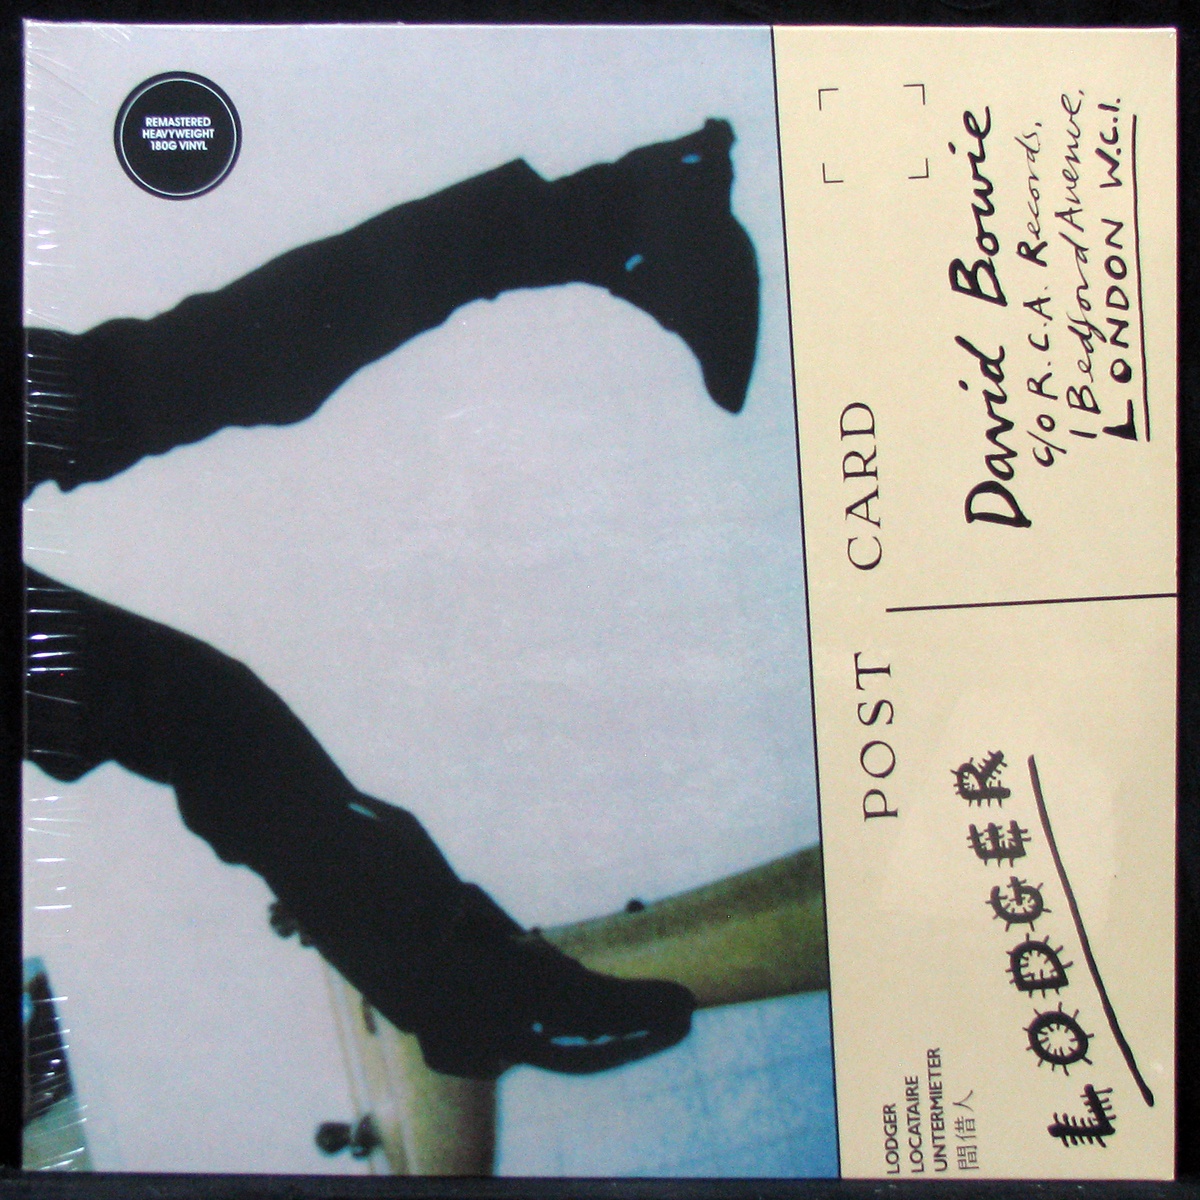 REMASTERED
HEAVYWEIGHT
180G VINYL
POST CARD
David Bowie
c/o R.C.A. Records,
1 Bedford Avenue,
LONDON W.C.1.
LODGER
LODGER
LOCATAIRE
UNTERMIETER
間借人